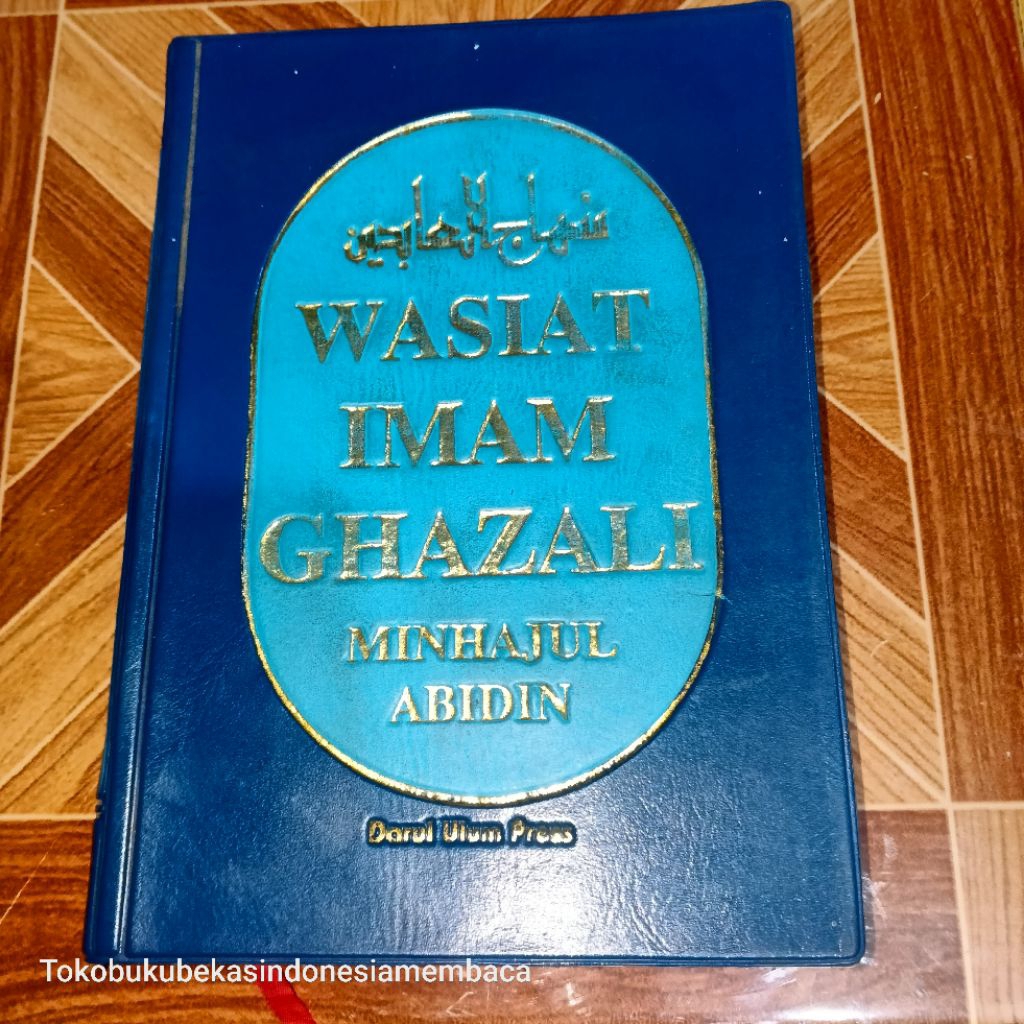 منهاج العابدين
WASIAT
IMAM
GHAZALI
MINHAJUL
ABIDIN
Darul Ulum Press
Tokobukubekasindonesiamembaca